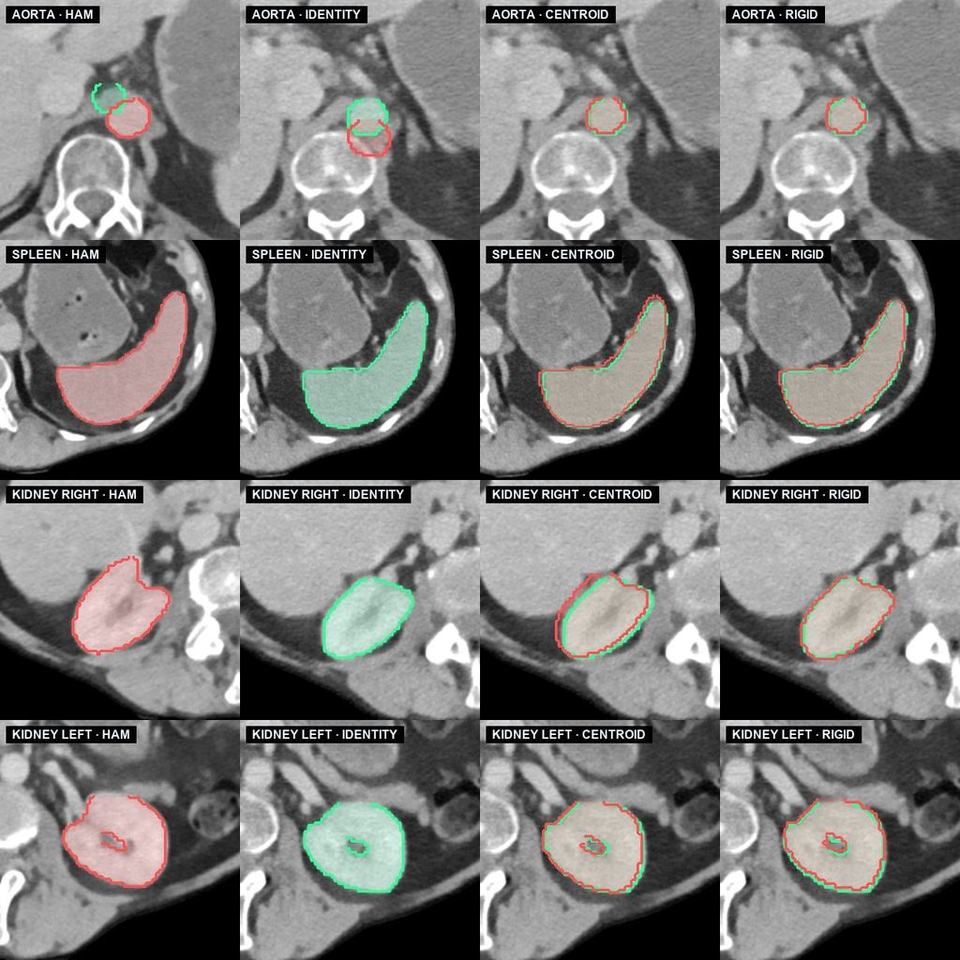 AORTA · HAM
AORTA · IDENTITY
AORTA · CENTROID
AORTA · RIGID
SPLEEN · HAM
SPLEEN · IDENTITY
SPLEEN · CENTROID
SPLEEN · RIGID
KIDNEY RIGHT · HAM
KIDNEY RIGHT · IDENTITY
KIDNEY RIGHT · CENTROID
KIDNEY RIGHT · RIGID
KIDNEY LEFT · HAM
KIDNEY LEFT · IDENTITY
KIDNEY LEFT · CENTROID
KIDNEY LEFT · RIGID